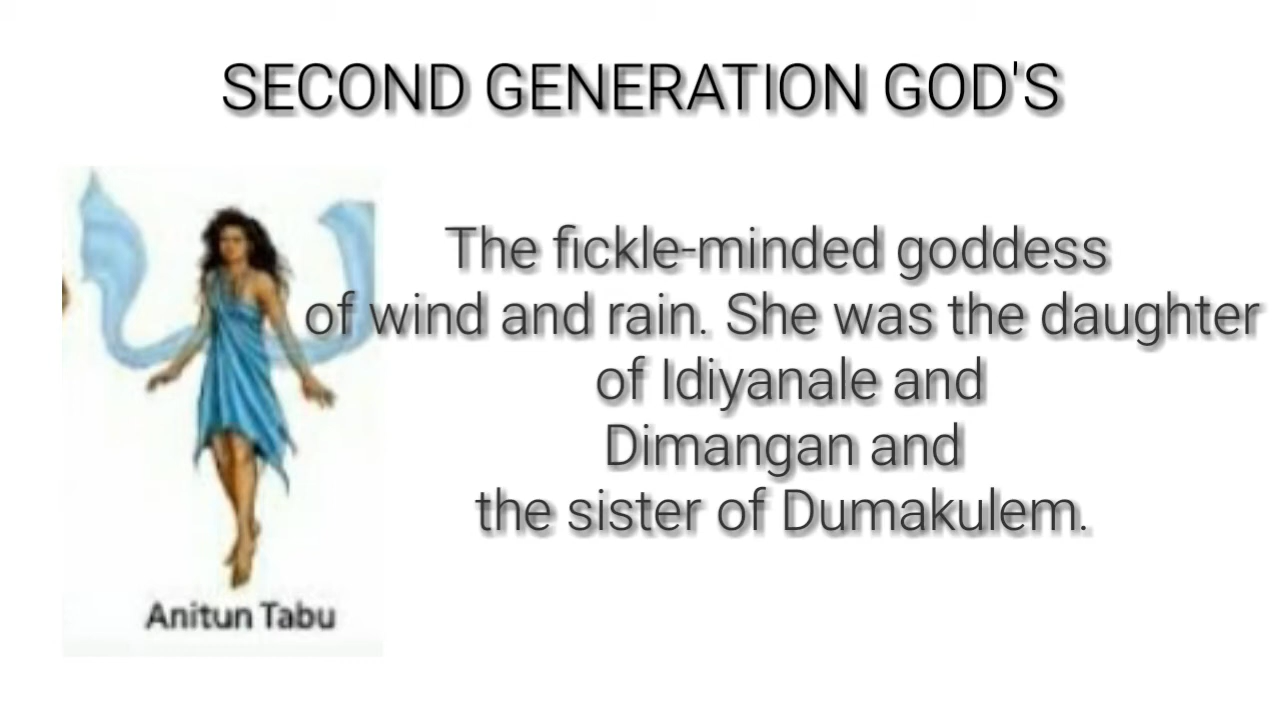 SECOND GENERATION GOD'S
The fickle-minded goddess
of wind and rain. She was the daughter
of Idiyanale and
Dimangan and
the sister of Dumakulem.
Anitun Tabu